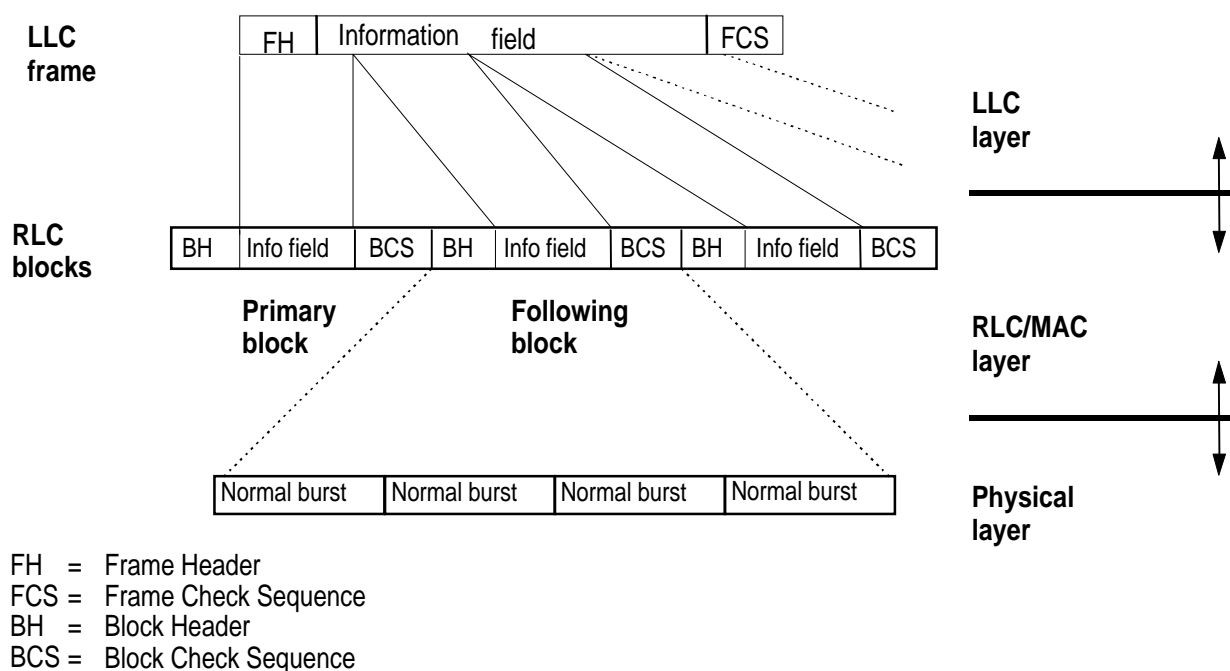 LLC
frame
FH Information field FCS
LLC
layer
RLC
blocks
BH Info field BCS BH Info field BCS BH Info field BCS
Primary
block
Following
block
RLC/MAC
layer
Normal burst Normal burst Normal burst Normal burst
Physical
layer
FH = Frame Header
FCS = Frame Check Sequence
BH = Block Header
BCS = Block Check Sequence